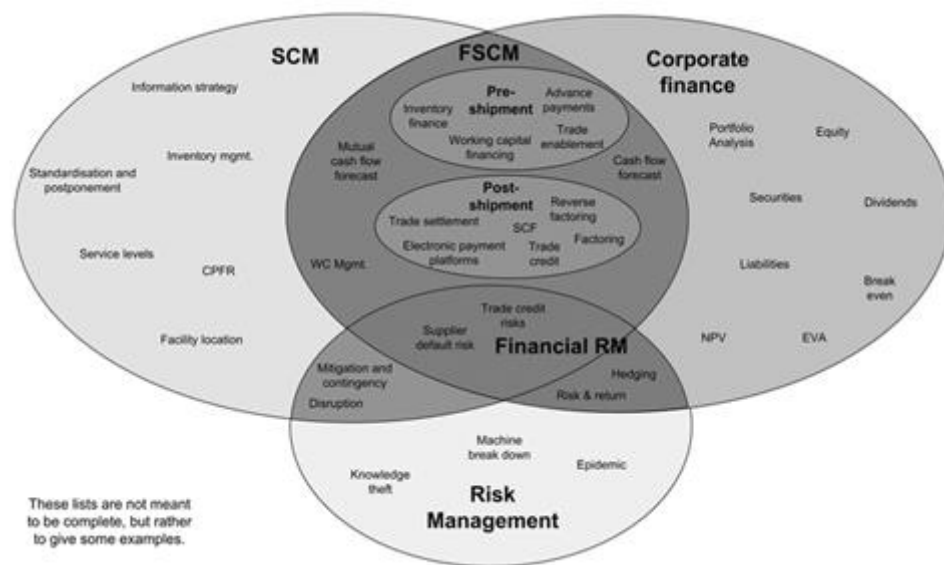 SCM
FSCM
Corporate
finance
Information strategy
Inventory mgmt.
Standardisation and
postponement
Service levels
CPFR
Facility location
Pre-
shipment
Advance
payments
Inventory
finance
Working capital
financing
Trade
enablement
Mutual
cash flow
forecast
Cash flow
forecast
Post-
shipment
Reverse
factoring
Trade settlement
SCF
Factoring
Electronic payment
platforms
Trade
credit
WC Mgmt.
Portfolio
Analysis
Equity
Securities
Dividends
Liabilities
Break
even
NPV
EVA
Trade credit
risks
Supplier
default risk
Financial RM
Mitigation and
contingency
Disruption
Hedging
Risk & return
Machine
break down
Epidemic
Knowledge
theft
Risk
Management
These lists are not meant
to be complete, but rather
to give some examples.